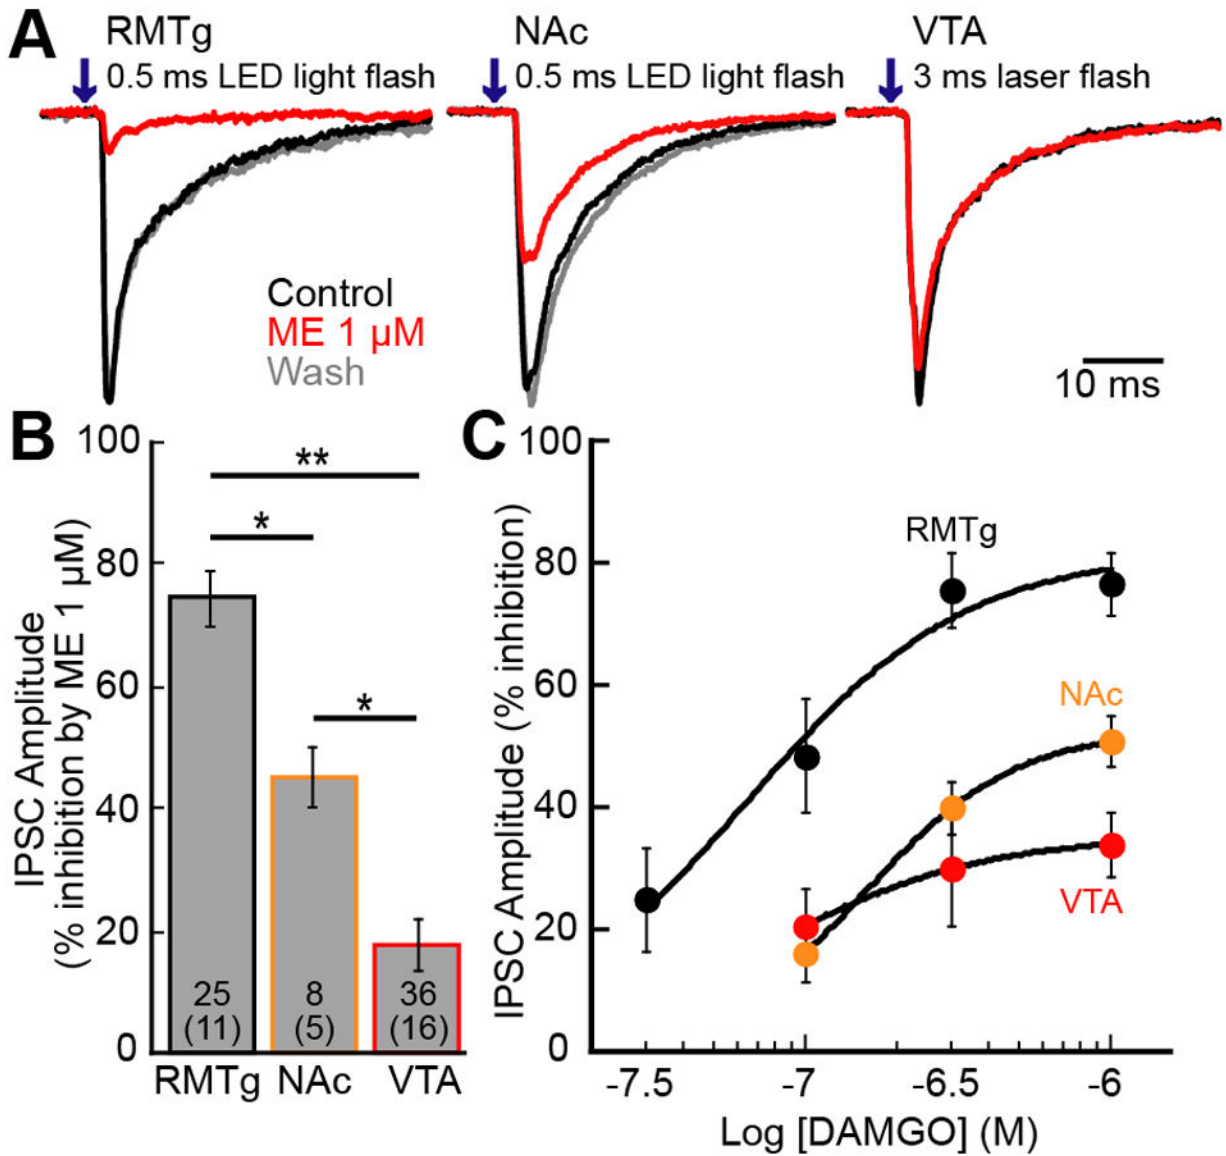 A
RMTg
0.5 ms LED light flash
NAc
0.5 ms LED light flash
VTA
3 ms laser flash
Control
ME 1 µM
Wash
10 ms
B
IPSC Amplitude
(% inhibition by ME 1 µM)
100
80
60
40
20
0
**
*
*
25
(11)
8
(5)
36
(16)
RMTg
NAc
VTA
C
IPSC Amplitude (% inhibition)
100
80
60
40
20
0
RMTg
NAc
VTA
-7.5
-7
-6.5
-6
Log [DAMGO] (M)